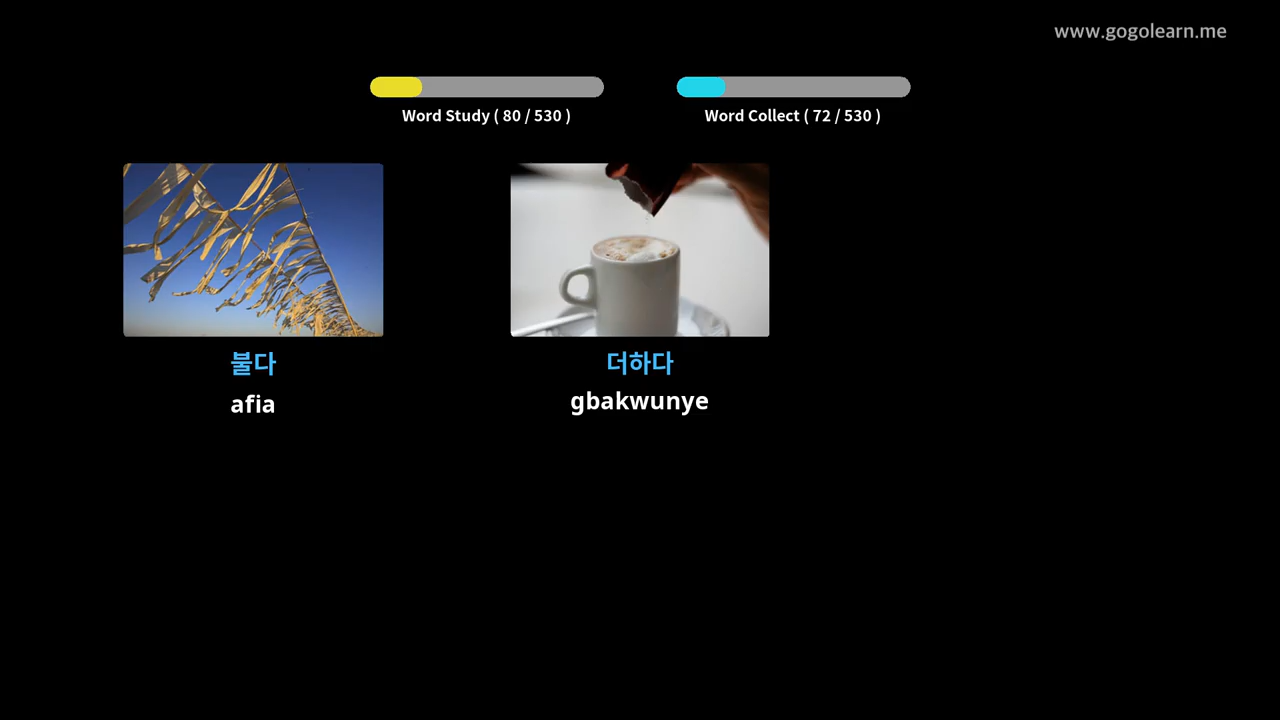 www.gogolearn.me
Word Study ( 80 / 530 )
Word Collect ( 72 / 530 )
불다
afia
더하다
gbakwunye